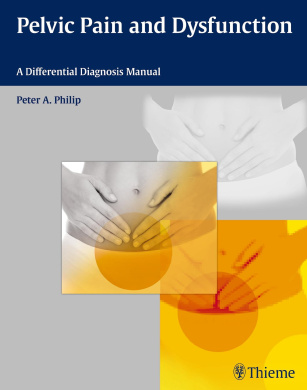 Pelvic Pain and Dysfunction
A Differential Diagnosis Manual
Peter A. Philip
Thieme